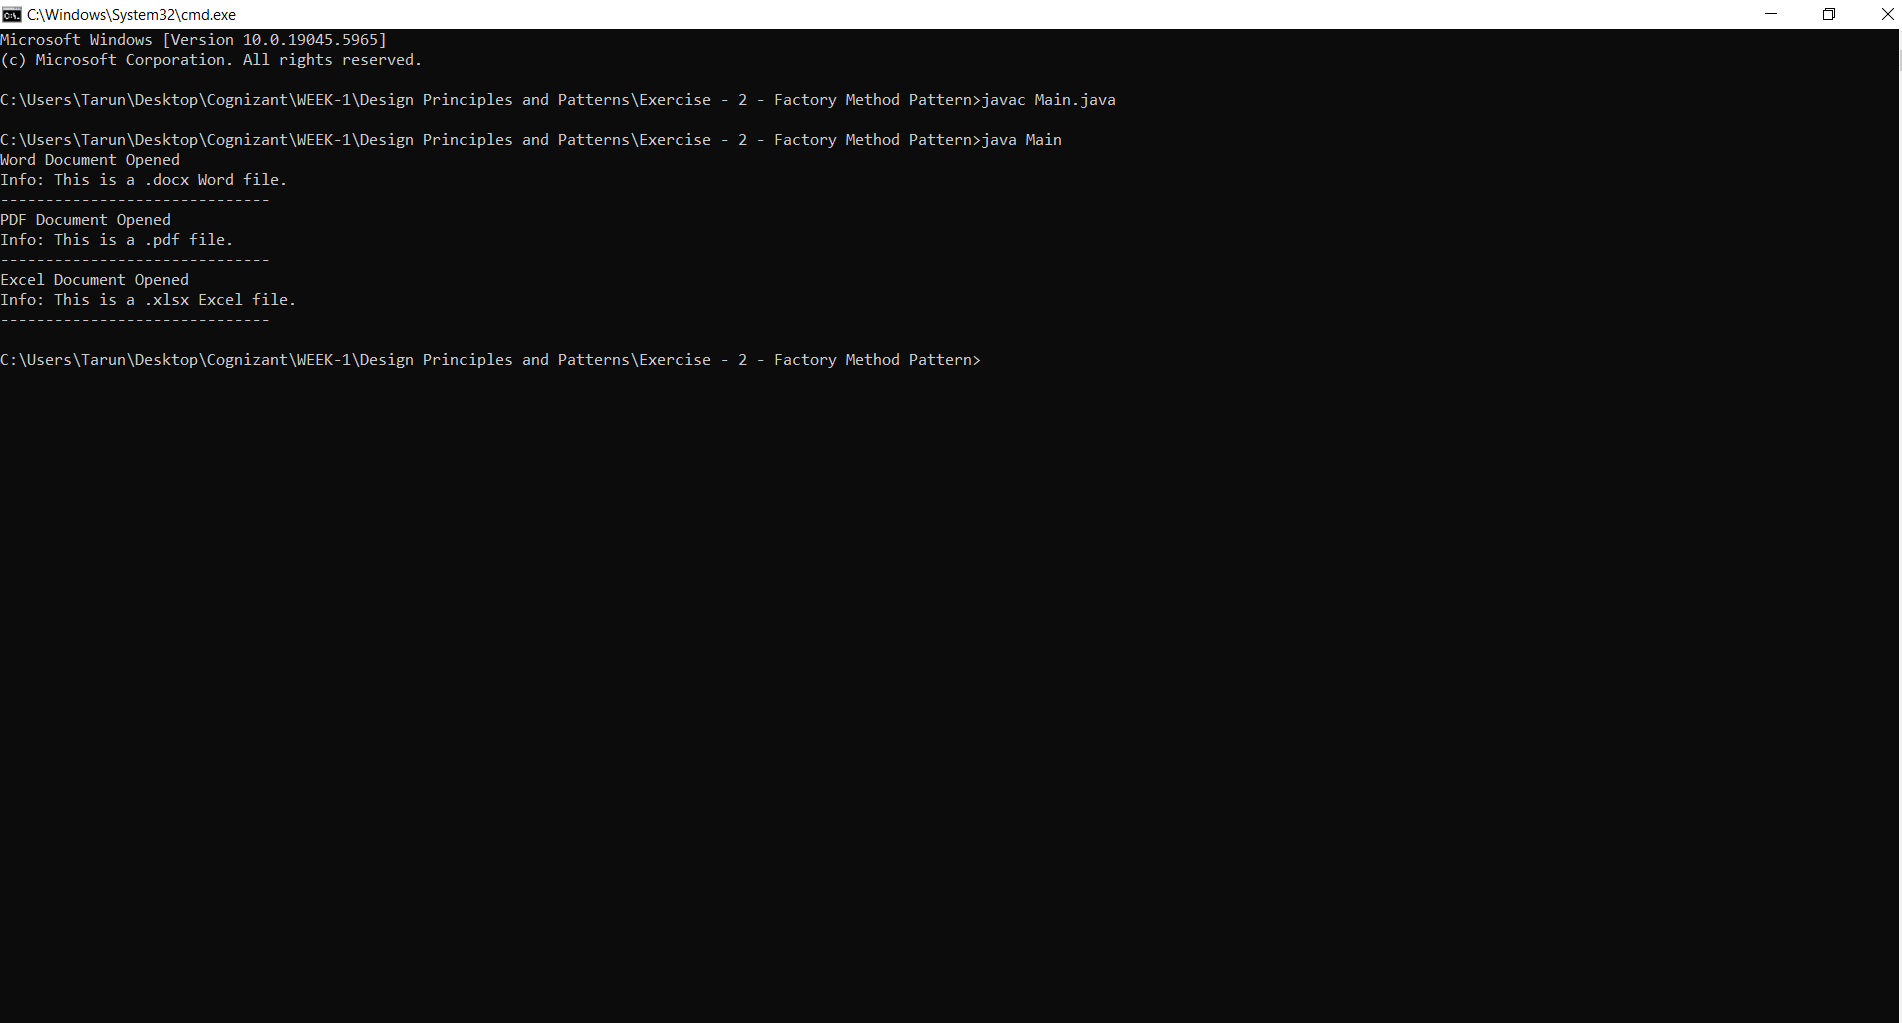 C:\Windows\System32\cmd.exe
Microsoft Windows [Version 10.0.19045.5965]
(c) Microsoft Corporation. All rights reserved.
C:\Users\Tarun\Desktop\Cognizant\WEEK-1\Design Principles and Patterns\Exercise - 2 - Factory Method Pattern>javac Main.java
C:\Users\Tarun\Desktop\Cognizant\WEEK-1\Design Principles and Patterns\Exercise - 2 - Factory Method Pattern>java Main
Word Document Opened
Info: This is a .docx Word file.
------------------------------
PDF Document Opened
Info: This is a .pdf file.
------------------------------
Excel Document Opened
Info: This is a .xlsx Excel file.
------------------------------
C:\Users\Tarun\Desktop\Cognizant\WEEK-1\Design Principles and Patterns\Exercise - 2 - Factory Method Pattern>